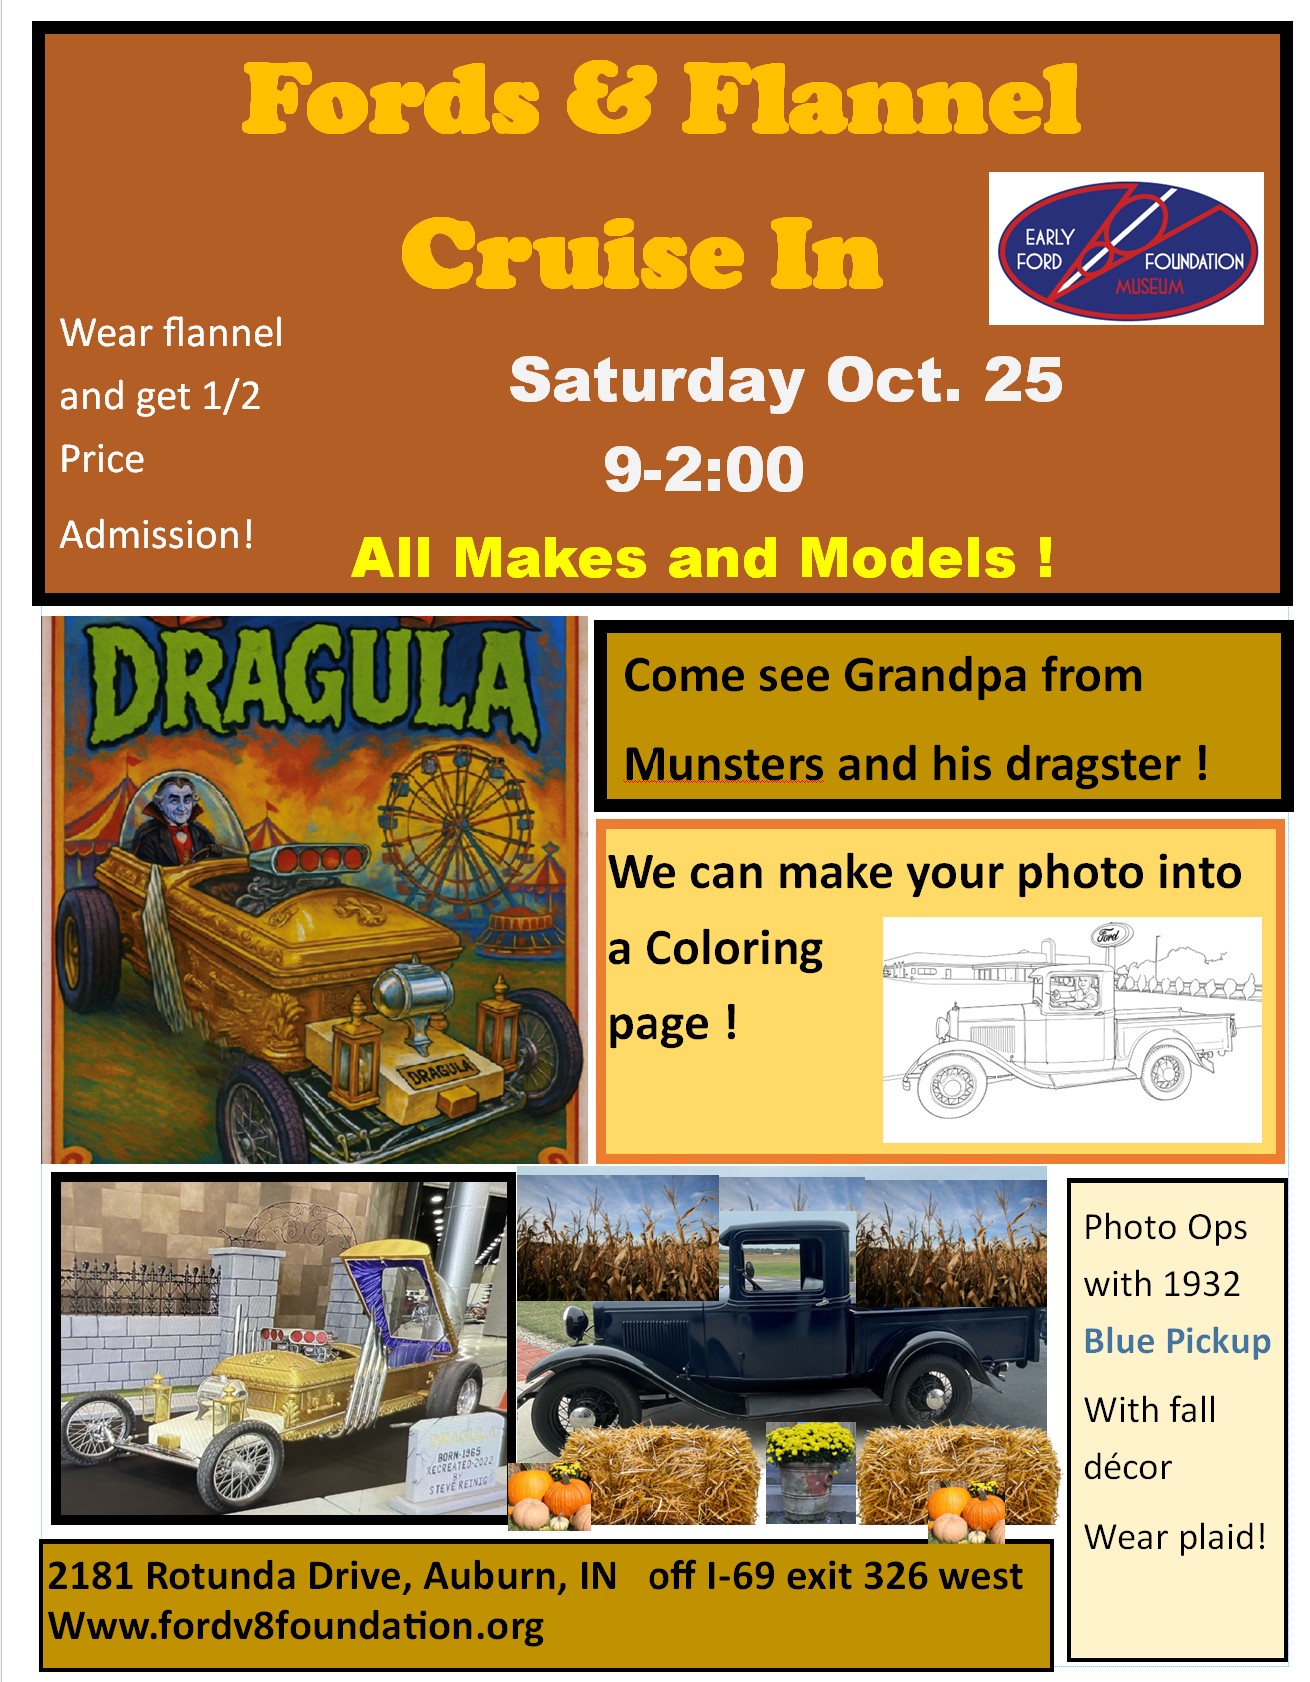 Fords & Flannel
Cruise In
EARLY
FORD
FOUNDATION
MUSEUM
Wear flannel
and get 1/2
Price
Admission!
Saturday Oct. 25
9-2:00
All Makes and Models !
DRAGULA
DRAGULA
Come see Grandpa from
Munsters and his dragster !
We can make your photo into
a Coloring
page !
Ford
DRAGULA
BORN-1965
RECREATED-2022
BY
STEVE REINIG
Photo Ops
with 1932
Blue Pickup
With fall
décor
Wear plaid!
2181 Rotunda Drive, Auburn, IN   off I-69 exit 326 west
Www.fordv8foundation.org